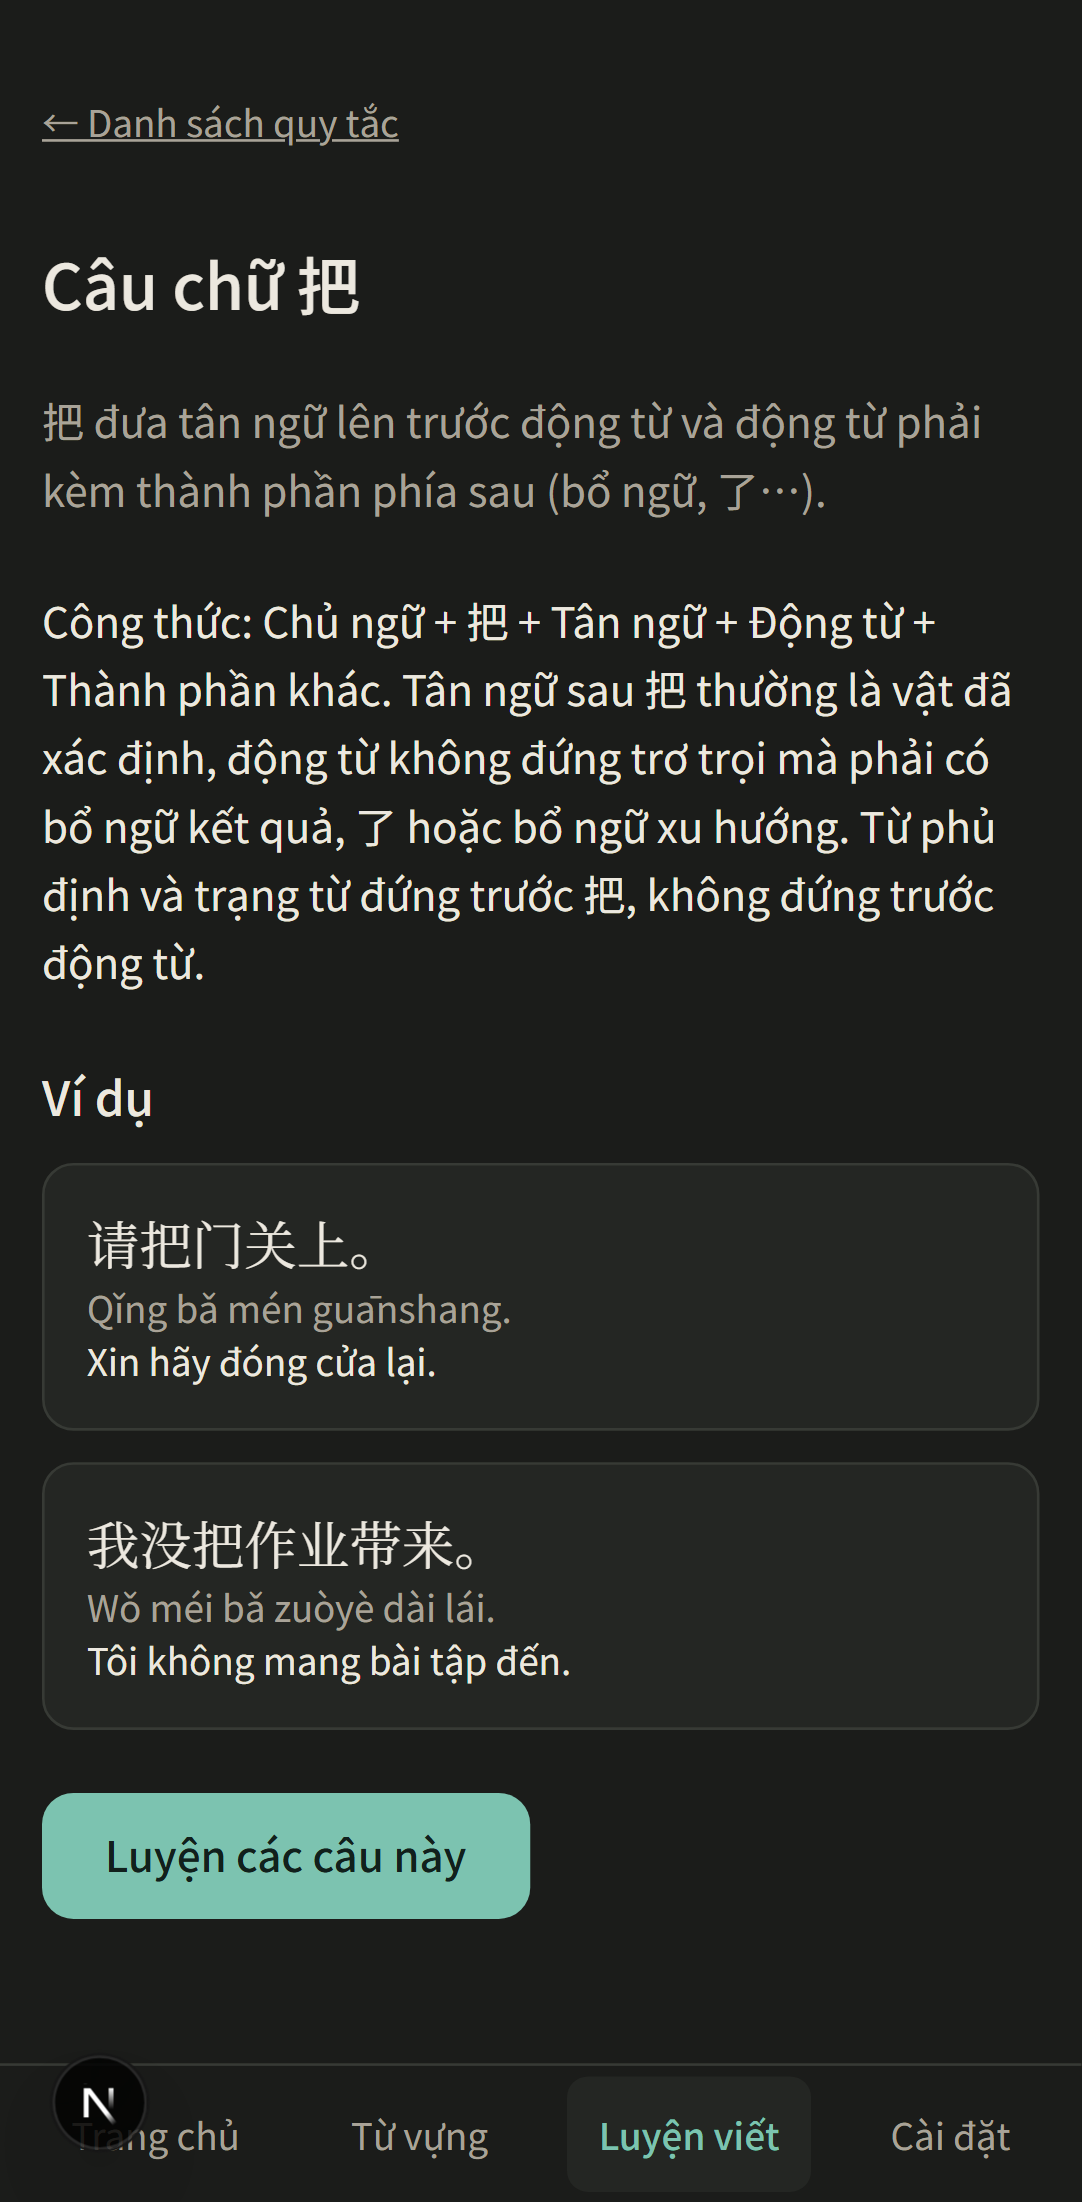 ← Danh sách quy tắc
Câu chữ 把
把 đưa tân ngữ lên trước động từ và động từ phải
kèm thành phần phía sau (bổ ngữ, 了…).
Công thức: Chủ ngữ + 把 + Tân ngữ + Động từ +
Thành phần khác. Tân ngữ sau 把 thường là vật đã
xác định, động từ không đứng trơ trọi mà phải có
bổ ngữ kết quả, 了 hoặc bổ ngữ xu hướng. Từ phủ
định và trạng từ đứng trước 把, không đứng trước
động từ.
Ví dụ
请把门关上。
Qǐng bǎ mén guānshang.
Xin hãy đóng cửa lại.
我没把作业带来。
Wǒ méi bǎ zuòyè dài lái.
Tôi không mang bài tập đến.
Luyện các câu này
N
Trang chủ
Từ vựng
Luyện viết
Cài đặt